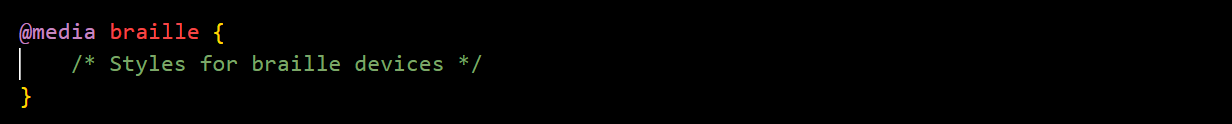 @media braille {
    /* Styles for braille devices */
}